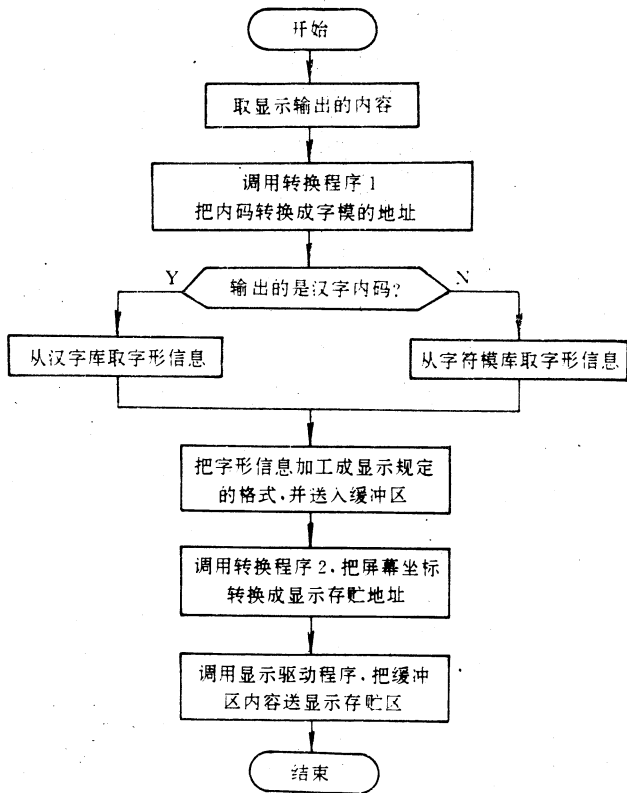 开始
取显示输出的内容
调用转换程序1
把内码转换成字模的地址
Y
输出的是汉字内码?
N
从汉字库取字形信息
从字符模库取字形信息
把字形信息加工成显示规定
的格式,并送入缓冲区
调用转换程序2,把屏幕坐标
转换成显示存贮地址
调用显示驱动程序,把缓冲
区内容送显示存贮区
结束